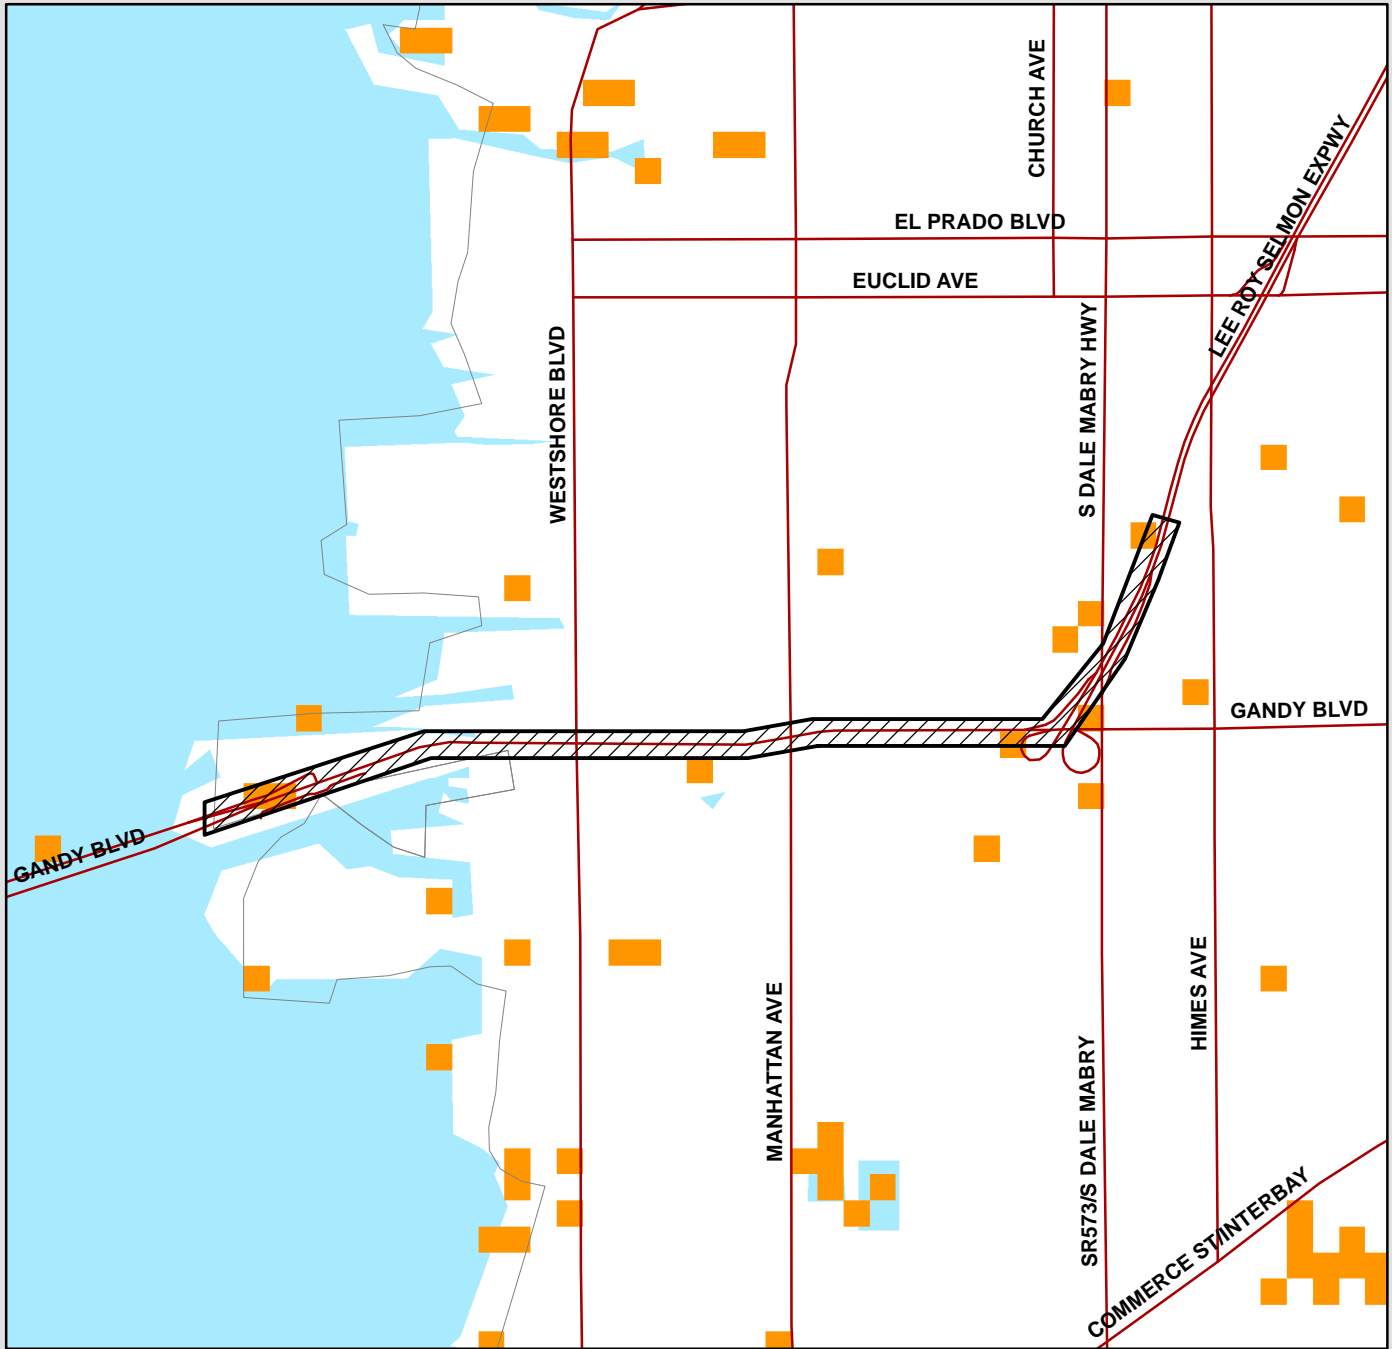 CHURCH AVE
LEE ROY SELMON EXPWY
EL PRADO BLVD
EUCLID AVE
WESTSHORE BLVD
S DALE MABRY HWY
GANDY BLVD
GANDY BLVD
MANHATTAN AVE
HIMES AVE
SR573/S DALE MABRY
COMMERCE ST/INTERBAY